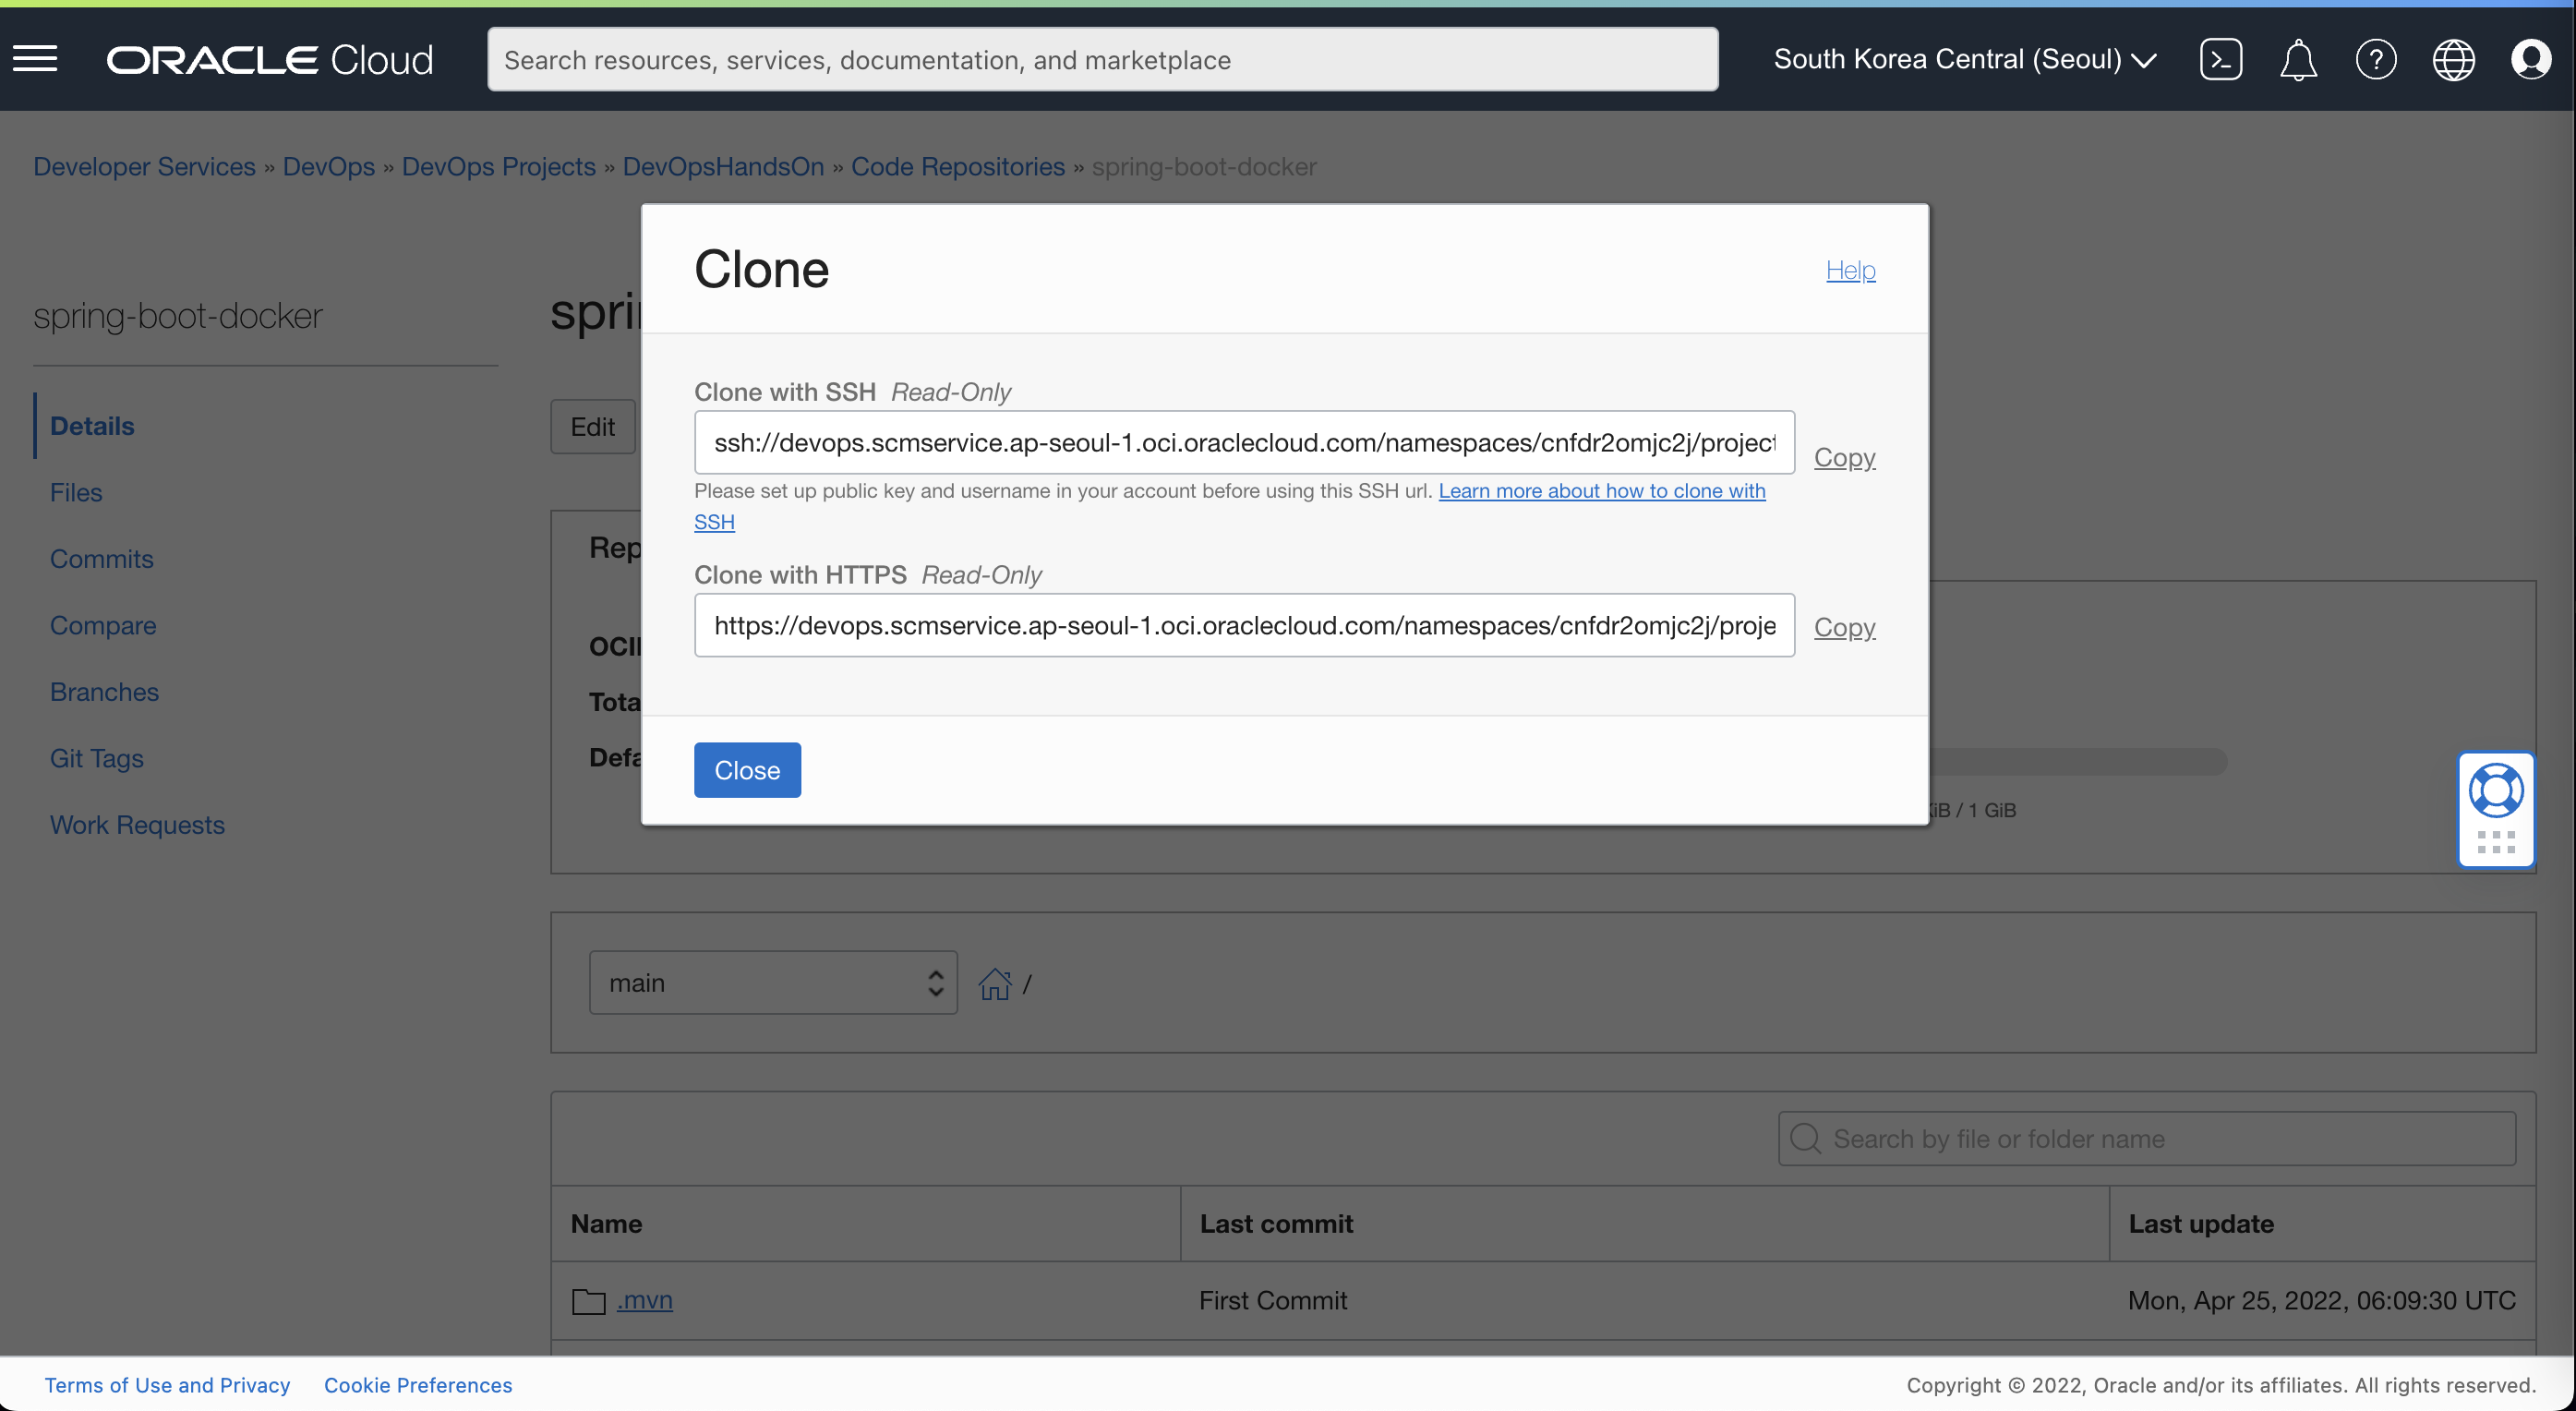 ORACLE Cloud
Search resources, services, documentation, and marketplace
South Korea Central (Seoul)
Developer Services » DevOps » DevOps Projects » DevOpsHandsOn » Code Repositories » spring-boot-docker
Clone
Help
spring-boot-docker
Clone with SSH Read-Only
ssh://devops.scmservice.ap-seoul-1.oci.oraclecloud.com/namespaces/cnfdr2omjc2j/project
Copy
Please set up public key and username in your account before using this SSH url. Learn more about how to clone with
SSH
Clone with HTTPS Read-Only
https://devops.scmservice.ap-seoul-1.oci.oraclecloud.com/namespaces/cnfdr2omjc2j/proje
Copy
Close
Details
Files
Commits
Compare
Branches
Git Tags
Work Requests
Edit
iB / 1 GiB
main
/
Search by file or folder name
Name Last commit Last update
.mvn First Commit Mon, Apr 25, 2022, 06:09:30 UTC
Terms of Use and Privacy Cookie Preferences
Copyright © 2022, Oracle and/or its affiliates. All rights reserved.